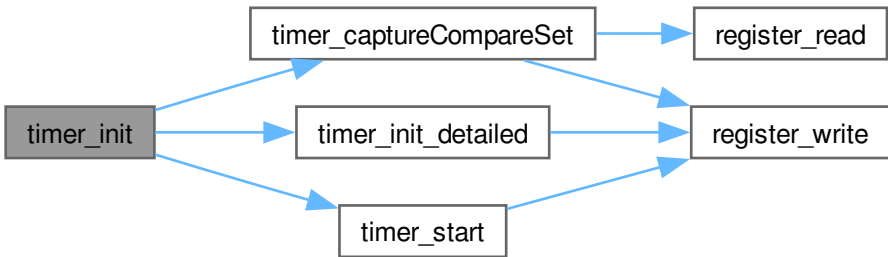 timer_captureCompareSet
register_read
timer_init
timer_init_detailed
register_write
timer_start